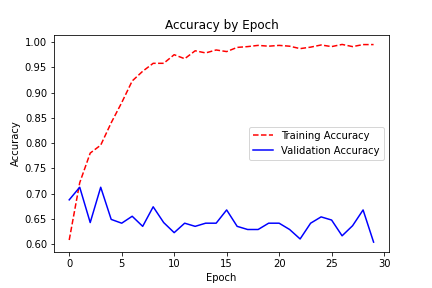 Accuracy by Epoch
1.00
0.95
0.90
0.85
0.80
0.75
0.70
0.65
0.60
Accuracy
Training Accuracy
Validation Accuracy
0 5 10 15 20 25 30
Epoch